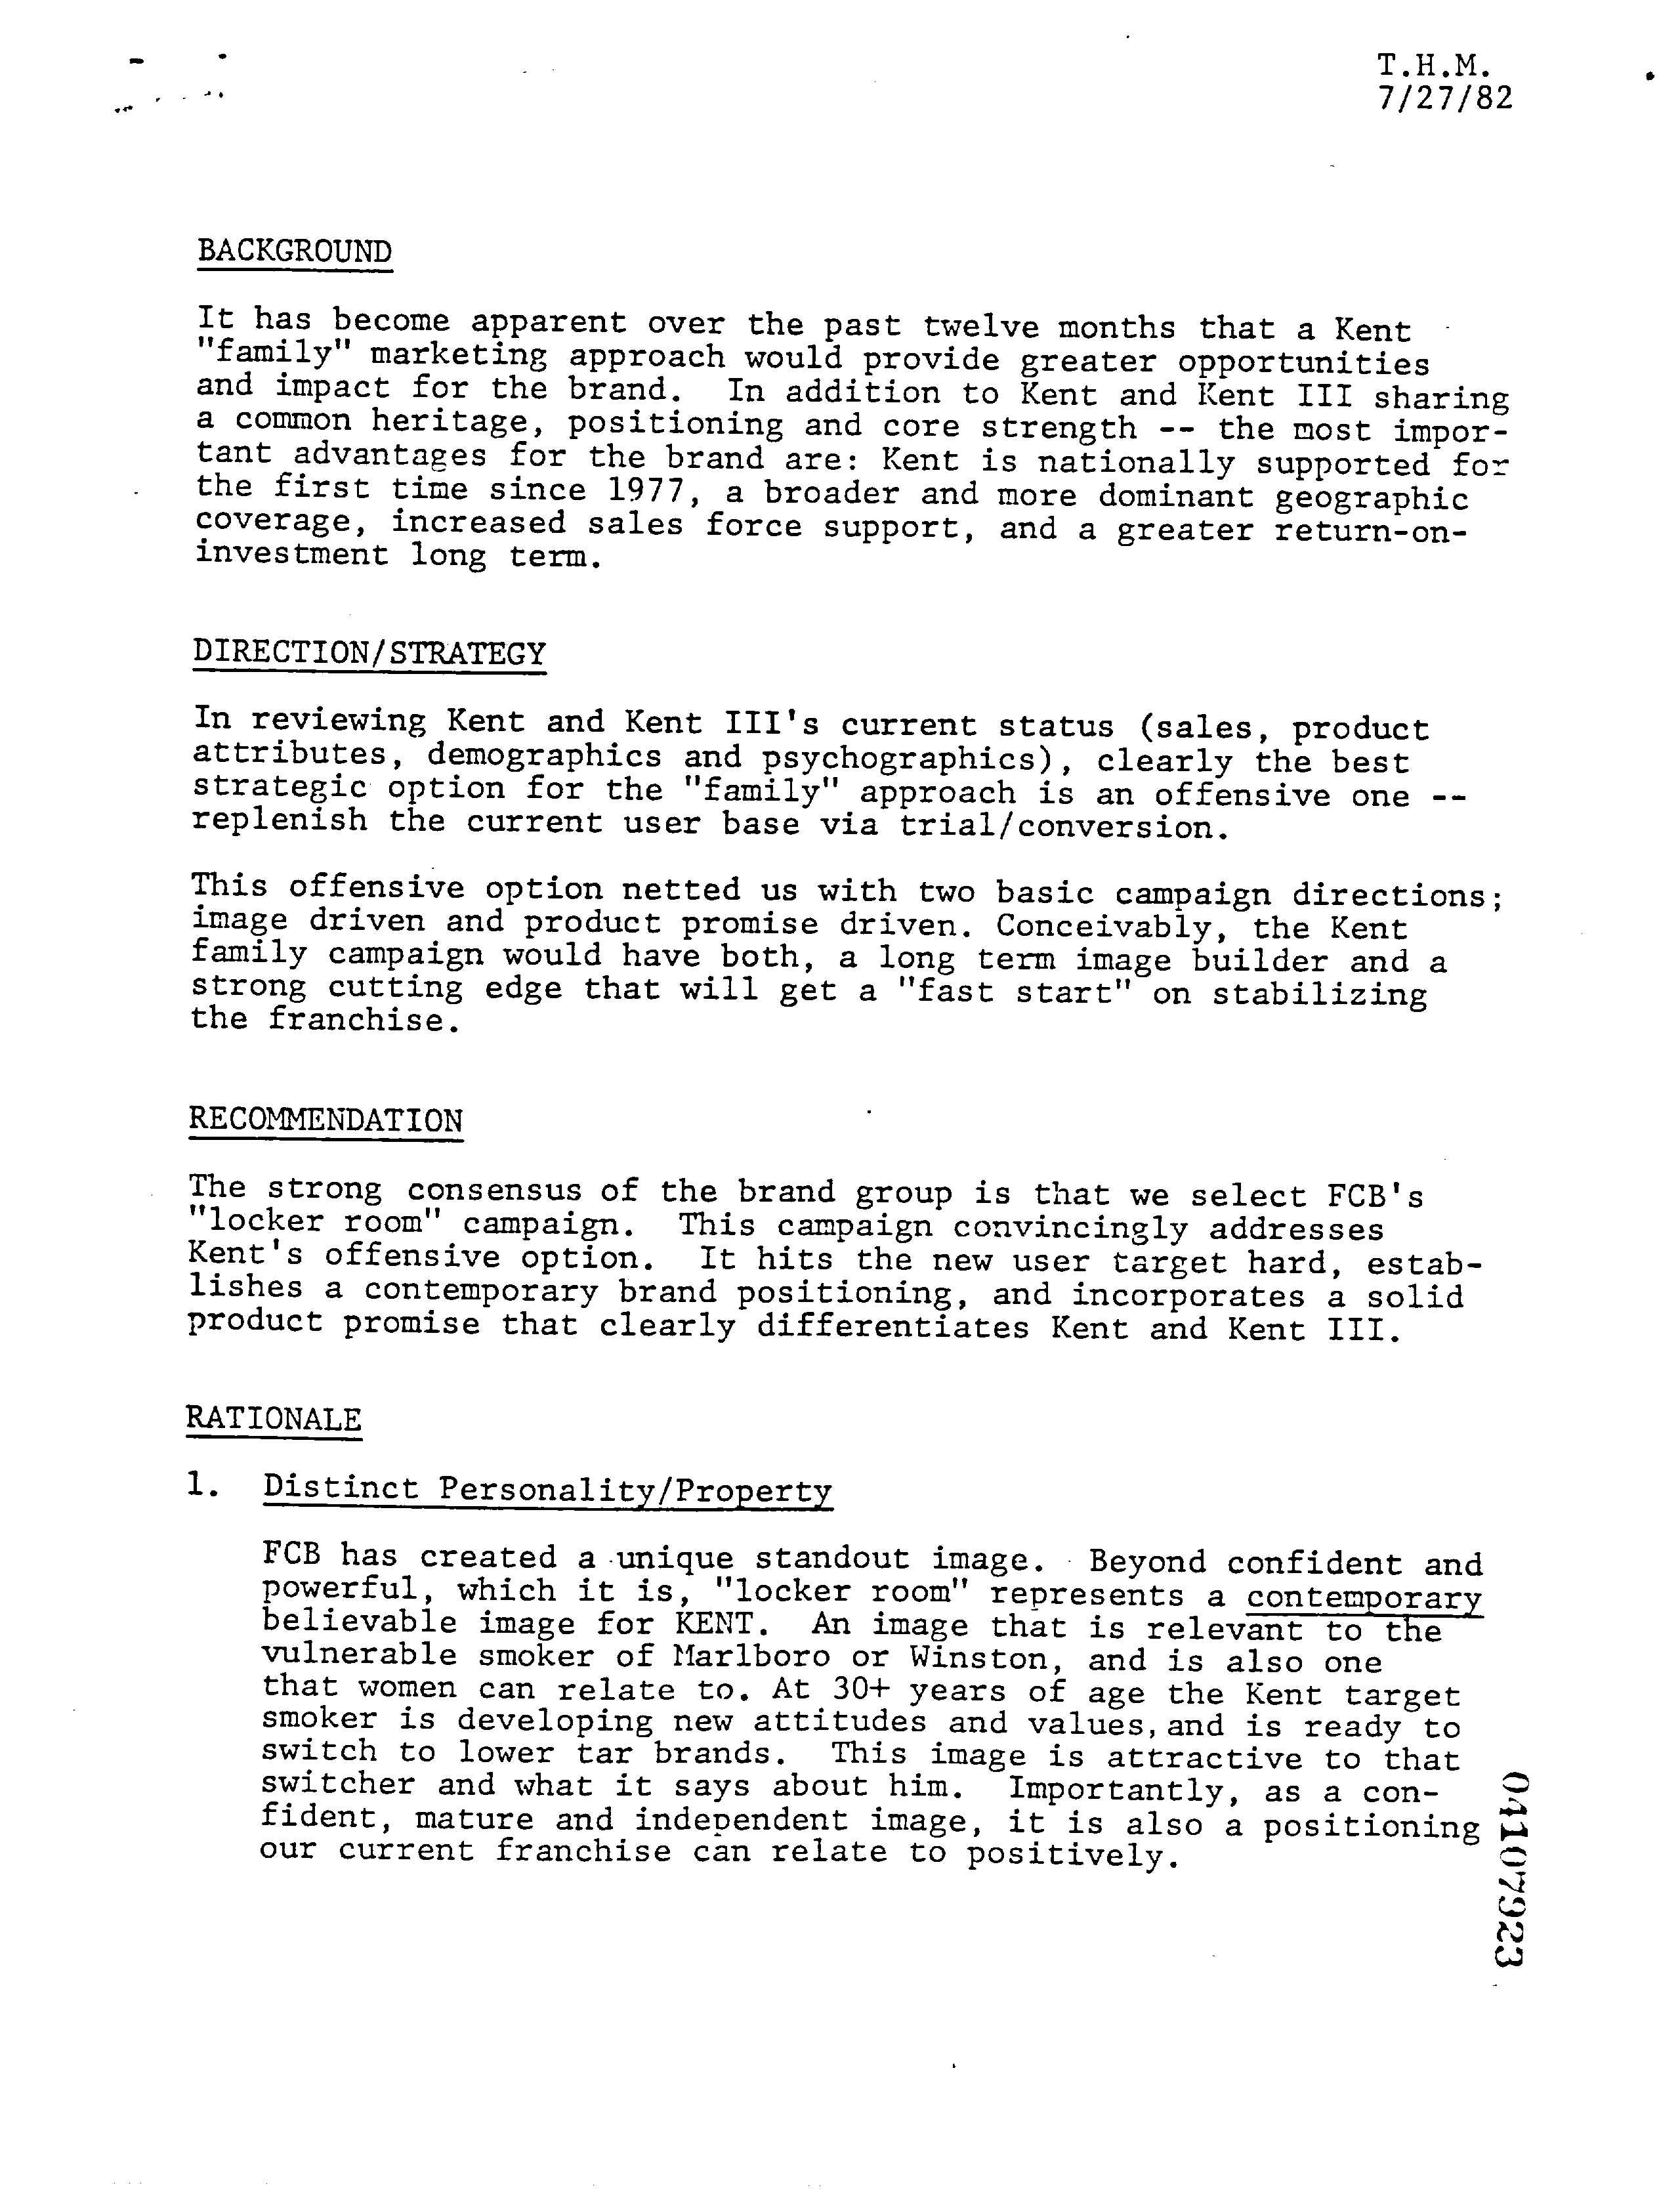 T.H.M.
7/27/82
BACKGROUND
It has become apparent over the past twelve months that a Kent
"family" marketing approach would provide greater opportunities
and impact for the brand. In addition to Kent and Kent III sharing
a common heritage, positioning and core strength -- the most impor-
tant advantages for the brand are: Kent is nationally supported for
the first time since 1977, a broader and more dominant geographic
coverage, increased sales force support, and a greater return-on-
investment long term.
DIRECTION/STRATEGY
In reviewing Kent and Kent III's current status (sales, product
attributes, demographics and psychographics), clearly the best
strategic option for the "family" approach is an offensive one --
replenish the current user base via trial/conversion.
This offensive option netted us with two basic campaign directions;
image driven and product promise driven. Conceivably, the Kent
family campaign would have both, a long term image builder and a
strong cutting edge that will get a "fast start" on stabilizing
the franchise.
RECOMMENDATION
The strong consensus of the brand group is that we select FCB's
"locker room" campaign. This campaign convincingly addresses
Kent's offensive option. It hits the new user target hard, estab-
lishes a contemporary brand positioning, and incorporates a solid
product promise that clearly differentiates Kent and Kent III.
RATIONALE
1. Distinct Personality/Property
FCB has created a unique standout image. Beyond confident and
powerful, which it is, "locker room" represents a contemporary
believable image for KENT. An image that is relevant to the
vulnerable smoker of Marlboro or Winston, and is also one
that women can relate to. At 30+ years of age the Kent target
smoker is developing new attitudes and values, and is ready to
switch to lower tar brands. This image is attractive to that
switcher and what it says about him. Importantly, as a con-
fident, mature and independent image, it is also a positioning
our current franchise can relate to positively.
04107923